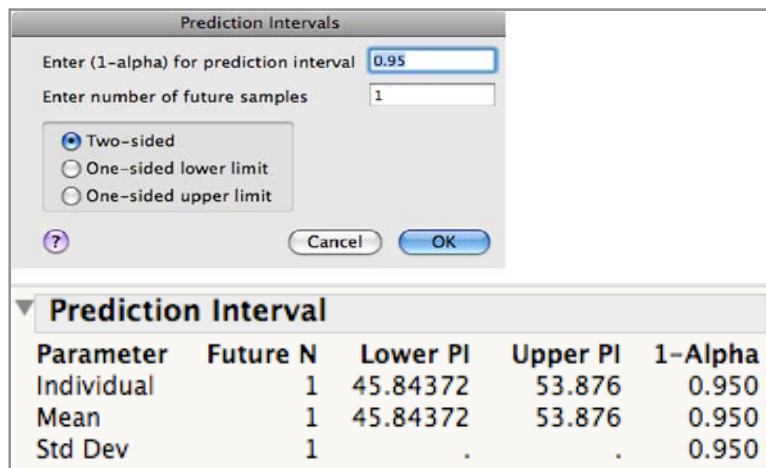 Prediction Intervals
Enter (1-alpha) for prediction interval 0.95
Enter number of future samples 1
Two-sided
One-sided lower limit
One-sided upper limit
? Cancel OK
Prediction Interval
Parameter Future N Lower PI Upper PI 1-Alpha
Individual 1 45.84372 53.876 0.950
Mean 1 45.84372 53.876 0.950
Std Dev 1 . . 0.950